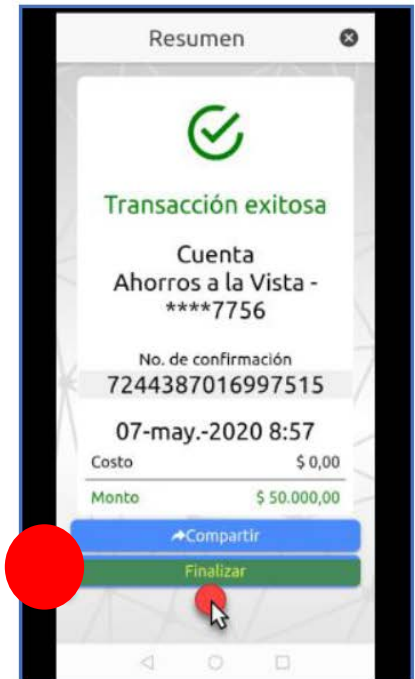 Resumen
Transacción exitosa
Cuenta
Ahorros a la Vista -
****7756
No. de confirmación
7244387016997515
07-may.-2020 8:57
Costo $ 0,00
Monto $ 50.000,00
Compartir
Finalizar